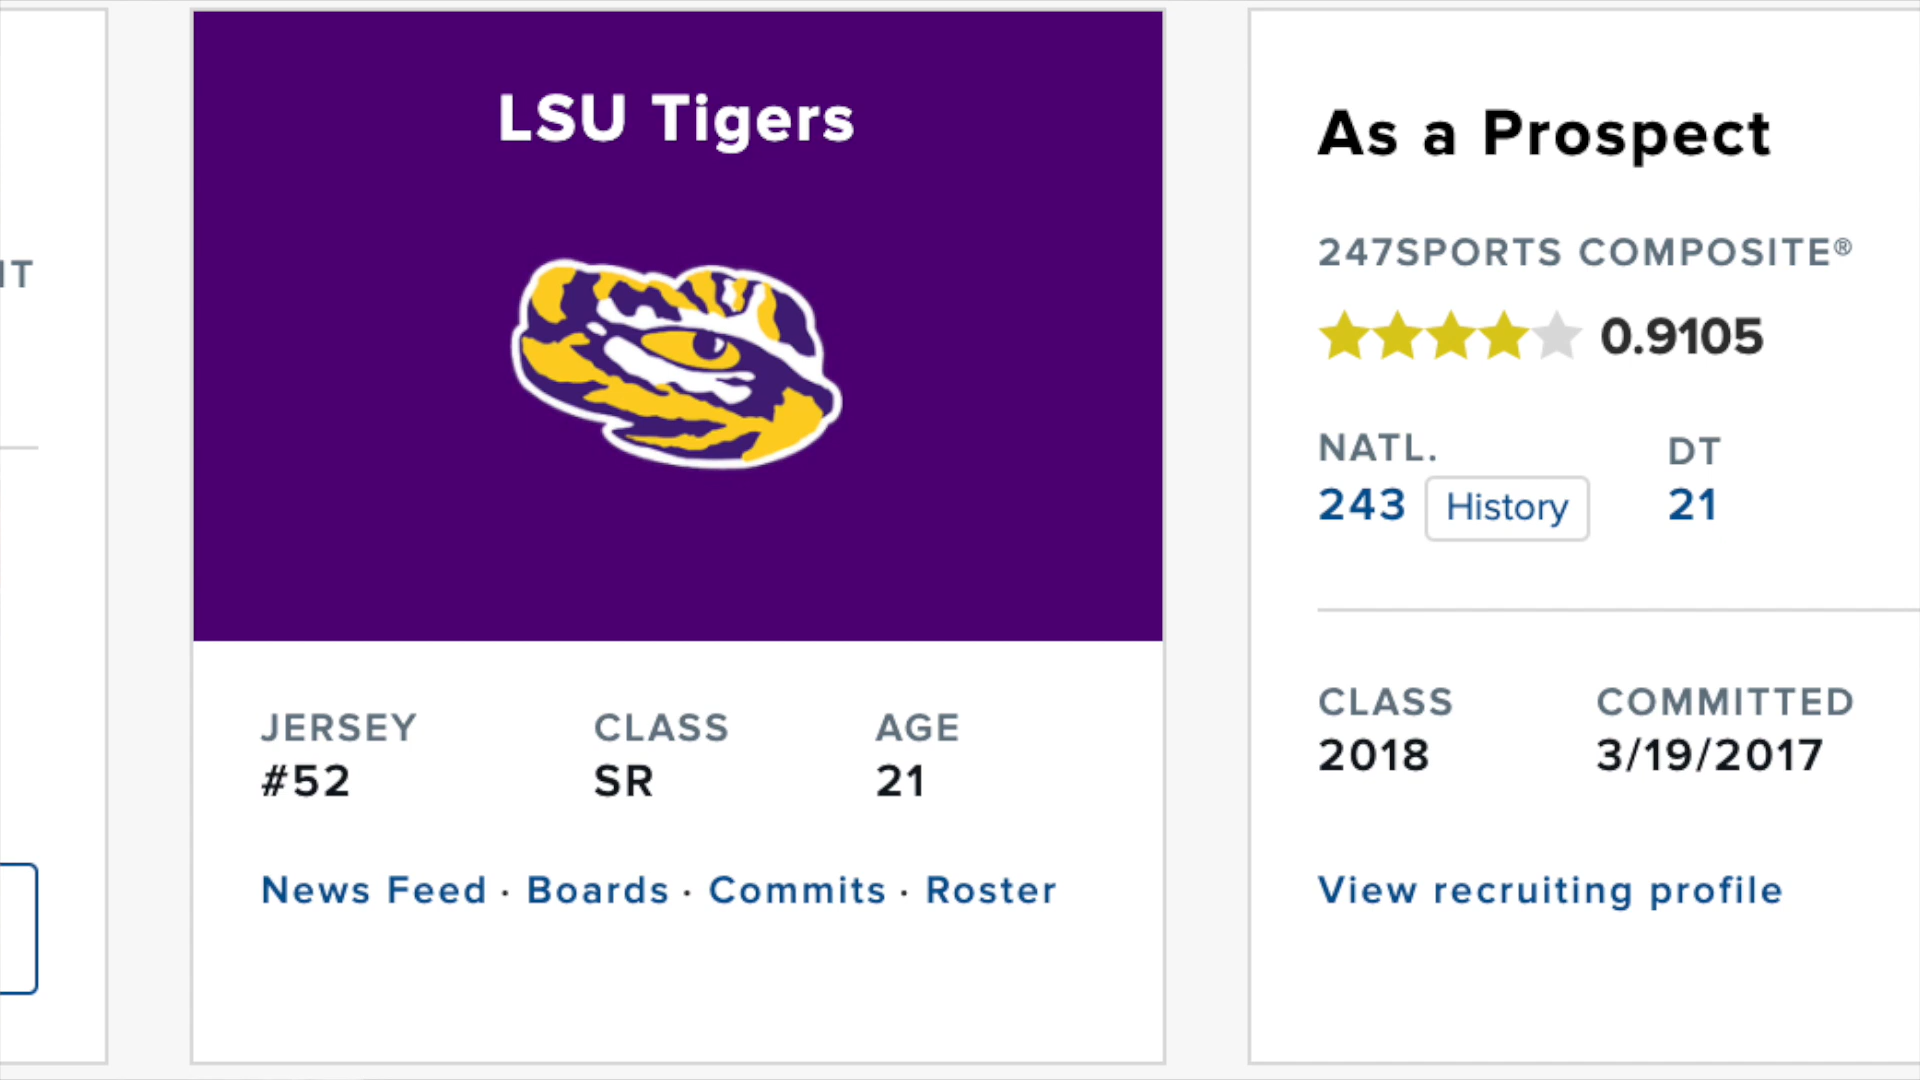 IT
LSU Tigers
JERSEY CLASS AGE
#52 SR 21
News Feed · Boards · Commits · Roster
As a Prospect
247SPORTS COMPOSITE®
0.9105
NATL. DT
243 History 21
CLASS COMMITTED
2018 3/19/2017
View recruiting profile